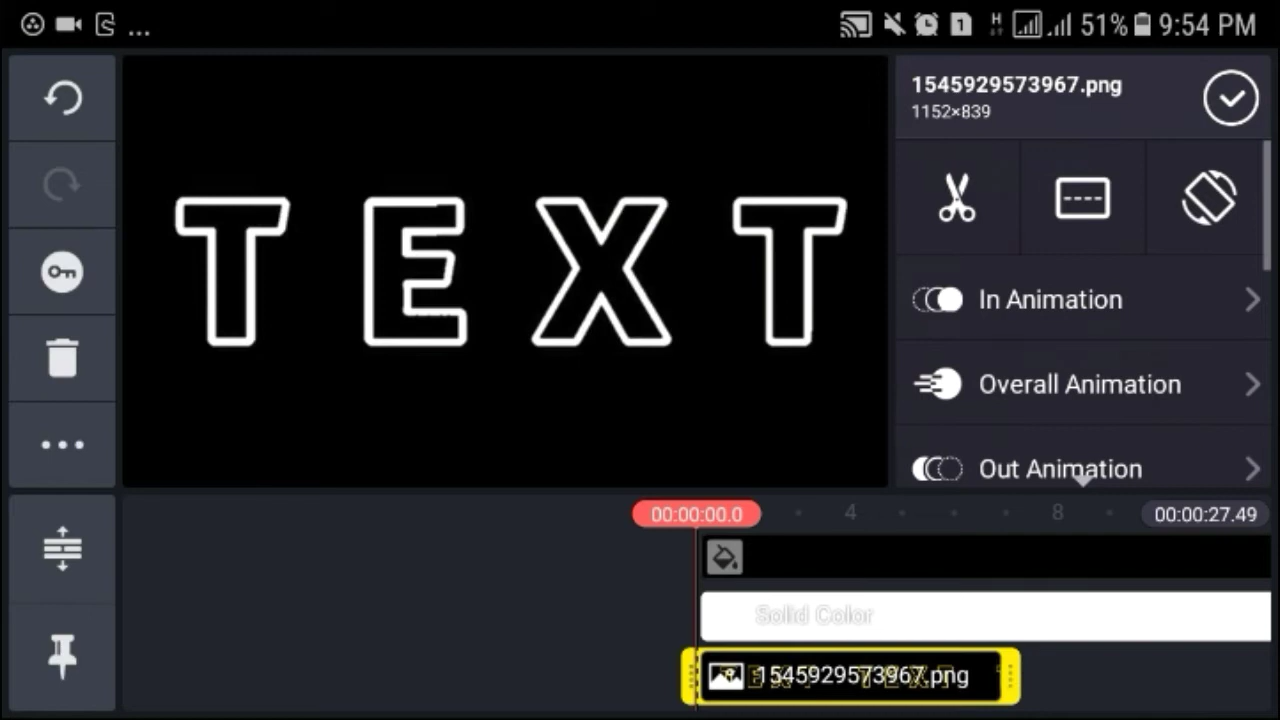 ... H 1 51% 9:54 PM
1545929573967.png
1152×839
TEXT
In Animation
Overall Animation
Out Animation
00:00:00.0 4 8 00:00:27.49
Solid Color
1545929573967.png